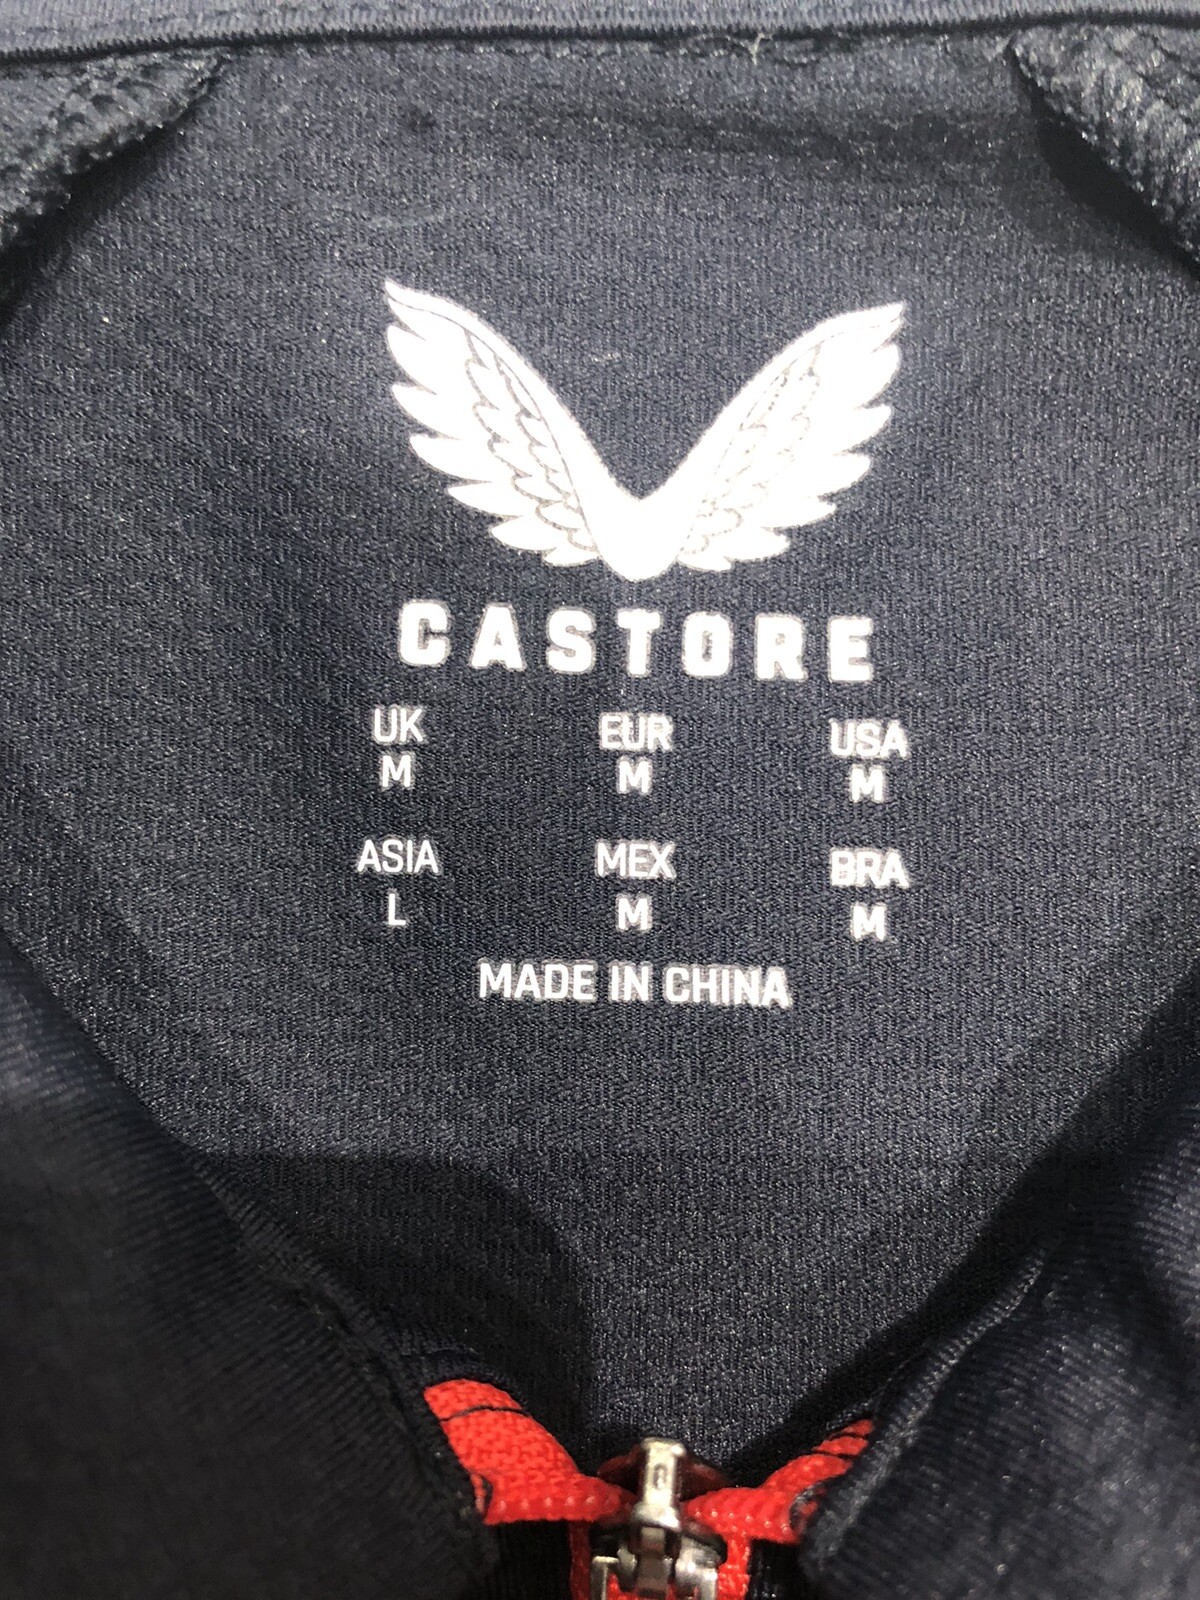 CASTORE
UK EUR USA
M M M
ASIA MEX BRA
L M M
MADE IN CHINA